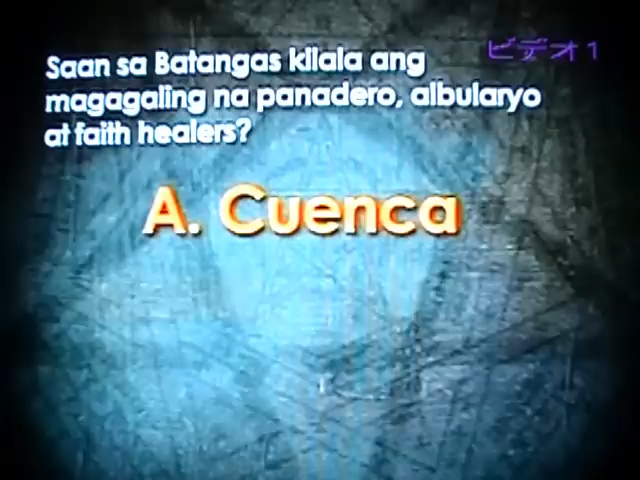 Saan sa Batangas kilala ang
ビデオ1
magagaling na panadero, albularyo
at faith healers?
A. Cuenca